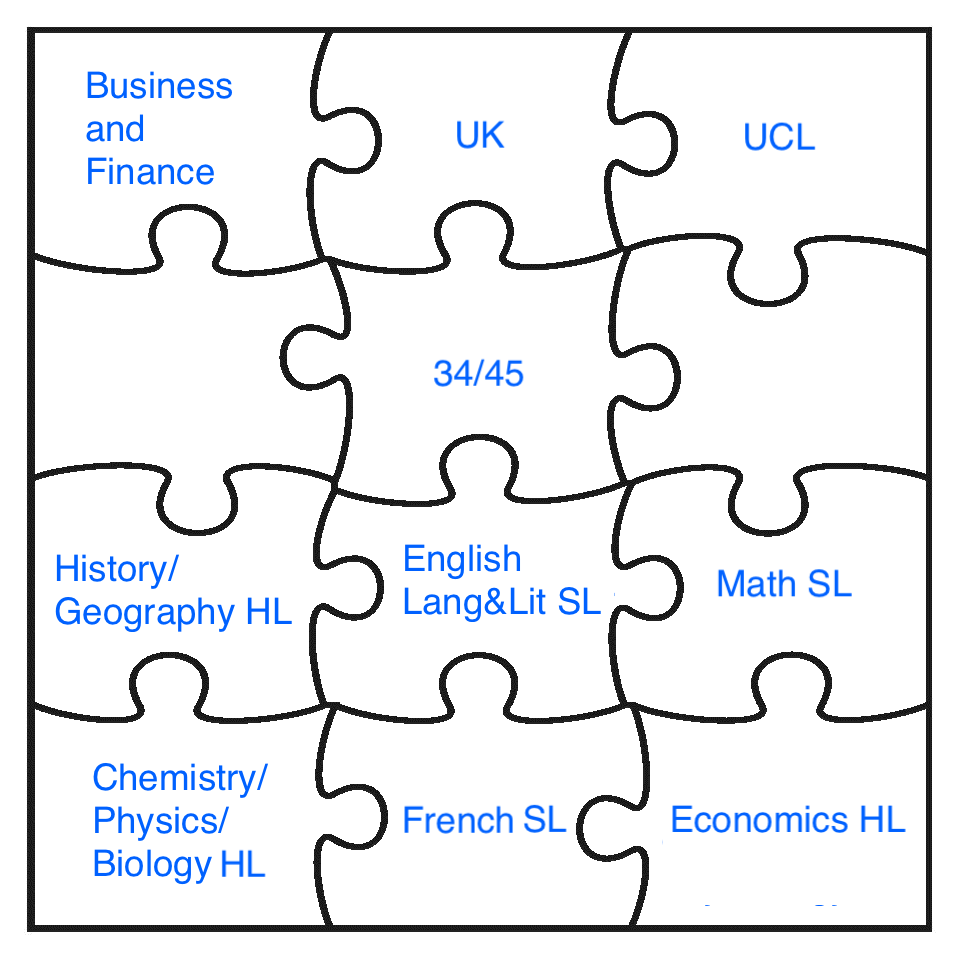 Business
and
Finance
UK
UCL
34/45
History/
Geography HL
English
Lang&Lit SL
Math SL
Chemistry/
Physics/
Biology HL
French SL
Economics HL